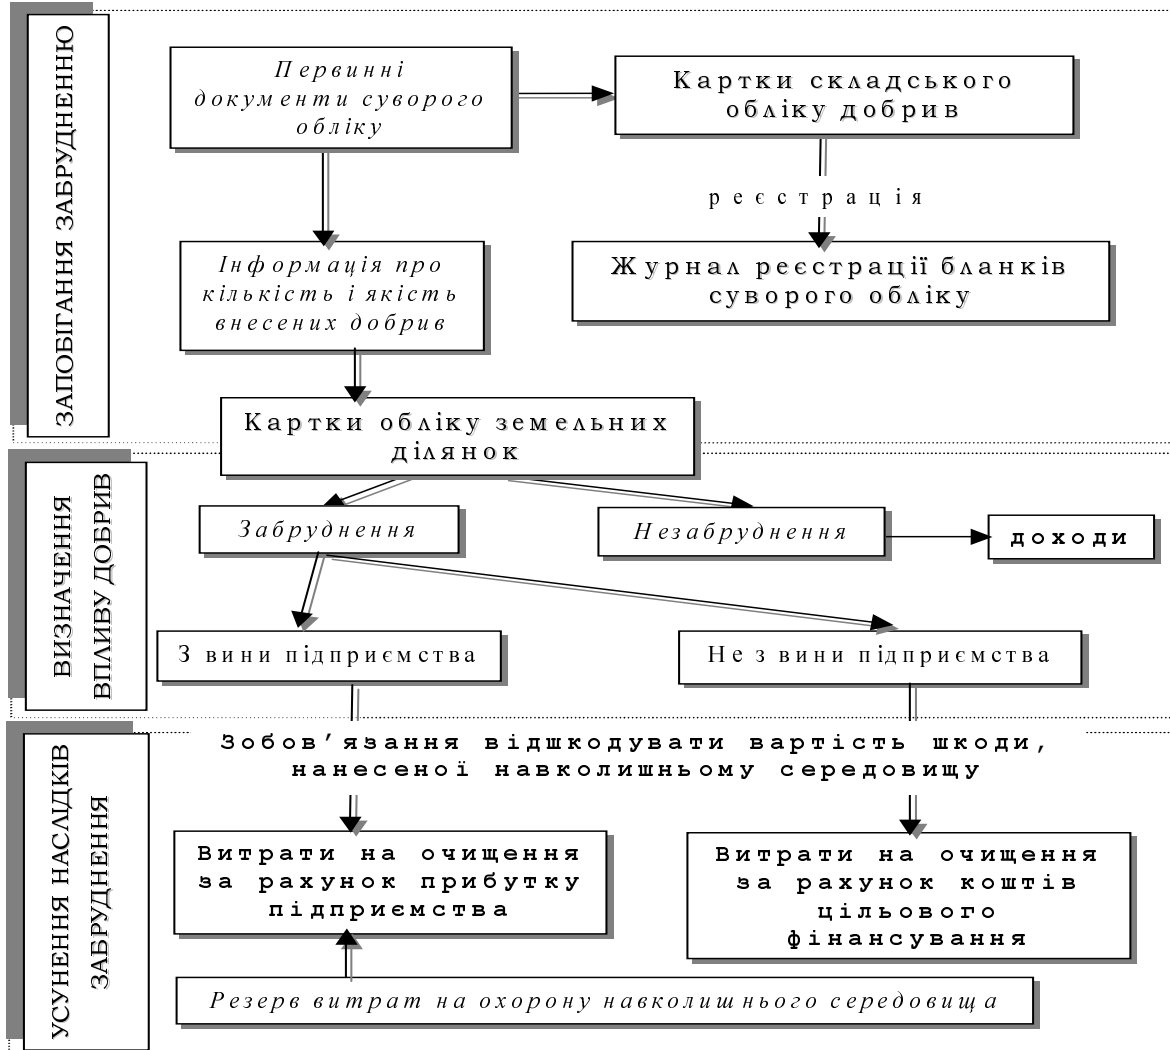 ЗАПОБІГАННЯ ЗАБРУДНЕННЮ
Первинні
документи суворого
обліку
Картки складського
обліку добрив
реєстрація
Інформація про
кількість і якість
внесених добрив
Журнал реєстрації бланків
суворого обліку
Картки обліку земельних
ділянок
ВИЗНАЧЕННЯ
ВПЛИВУ ДОБРИВ
Забруднення
Незабруднення
доходи
З вини підприємства
Не з вини підприємства
УСУНЕННЯ НАСЛІДКІВ
ЗАБРУДНЕННЯ
Зобов’язання відшкодувати вартість шкоди,
нанесеної навколишньому середовищу
Витрати на очищення
за рахунок прибутку
підприємства
Витрати на очищення
за рахунок коштів
цільового
фінансування
Резерв витрат на охорону навколишнього середовища